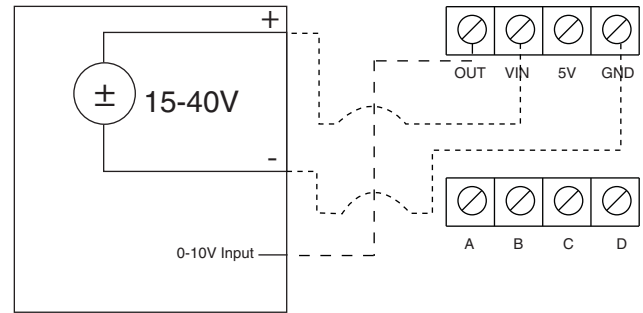 +
±
15-40V
-
0-10V Input
OUT VIN 5V GND
A B C D